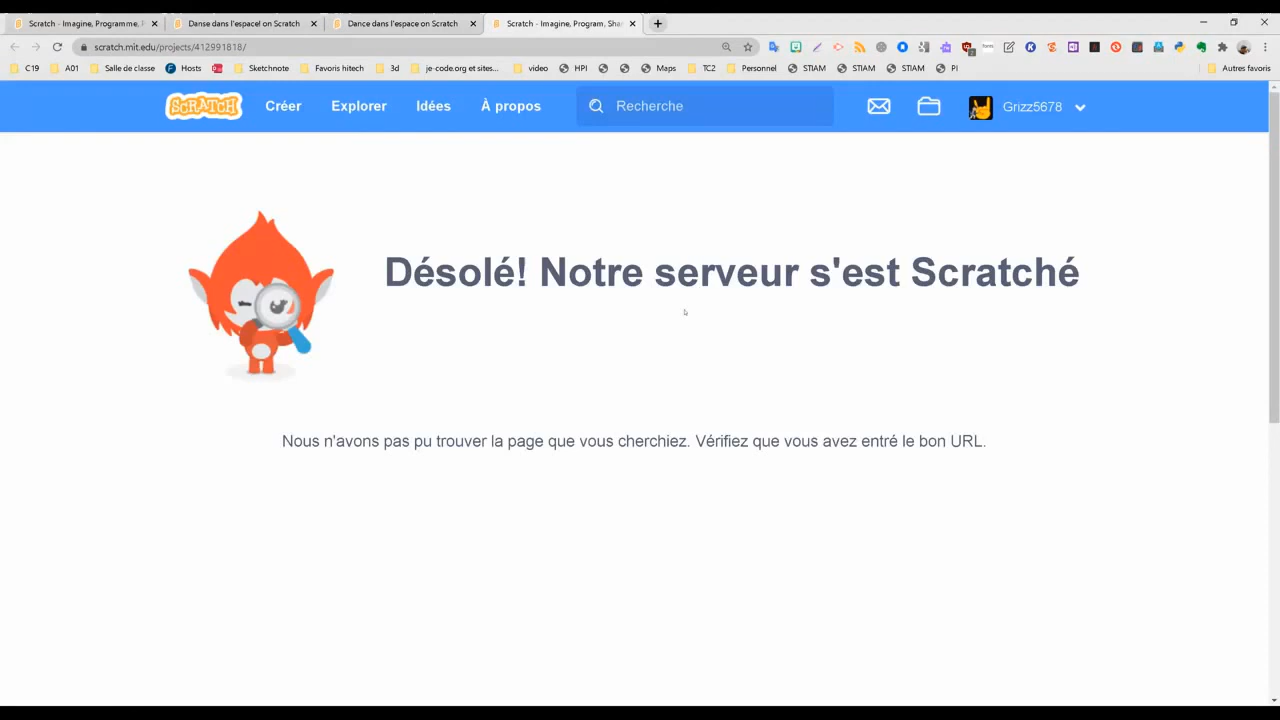 Scratch - Imagine, Programme, P
Danse dans l'espace! on Scratch
Dance dans l'espace on Scratch
Scratch - Imagine, Program, Shar
scratch.mit.edu/projects/412991818/
C19
A01
Salle de classe
Hosts
Sketchnote
Favoris hitech
3d
je-code.org et sites...
video
HPI
Maps
TC2
Personnel
STIAM
STIAM
STIAM
PI
Autres favoris
SCRATCH
Créer
Explorer
Idées
À propos
Recherche
Grizz5678
Désolé! Notre serveur s'est Scratché
Nous n'avons pas pu trouver la page que vous cherchiez. Vérifiez que vous avez entré le bon URL.